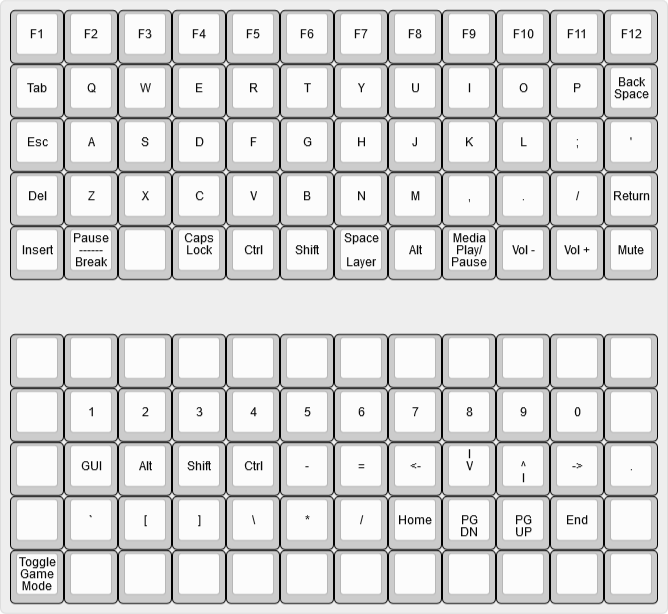 F1 F2 F3 F4 F5 F6 F7 F8 F9 F10 F11 F12
Tab Q W E R T Y U I O P Back Space
Esc A S D F G H J K L ; '
Del Z X C V B N M , . / Return
Insert Pause ------ Break Caps Lock Ctrl Shift Space Layer Alt Media Play/ Pause Vol - Vol + Mute
1 2 3 4 5 6 7 8 9 0
GUI Alt Shift Ctrl - = <- | V ^ | -> .
` [ ] \ * / Home PG DN PG UP End
Toggle Game Mode